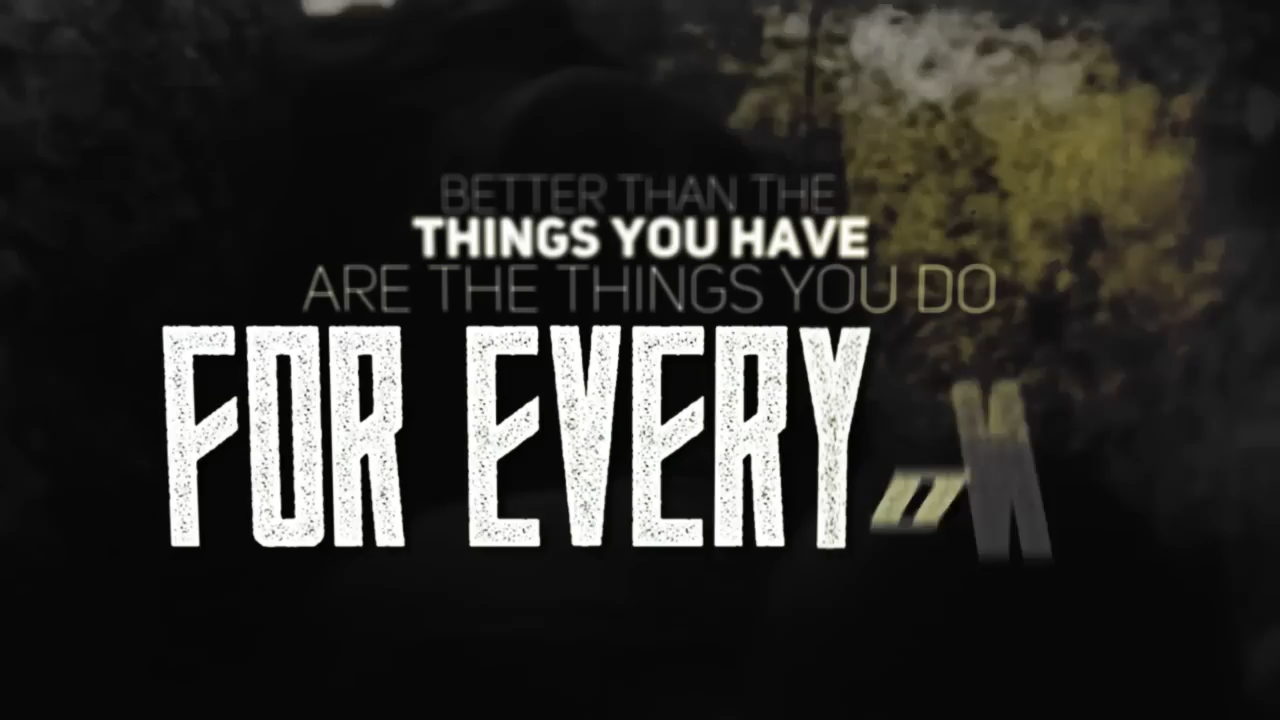 BETTER THAN THE
THINGS YOU HAVE
ARE THE THINGS YOU DO
FOR EVERY